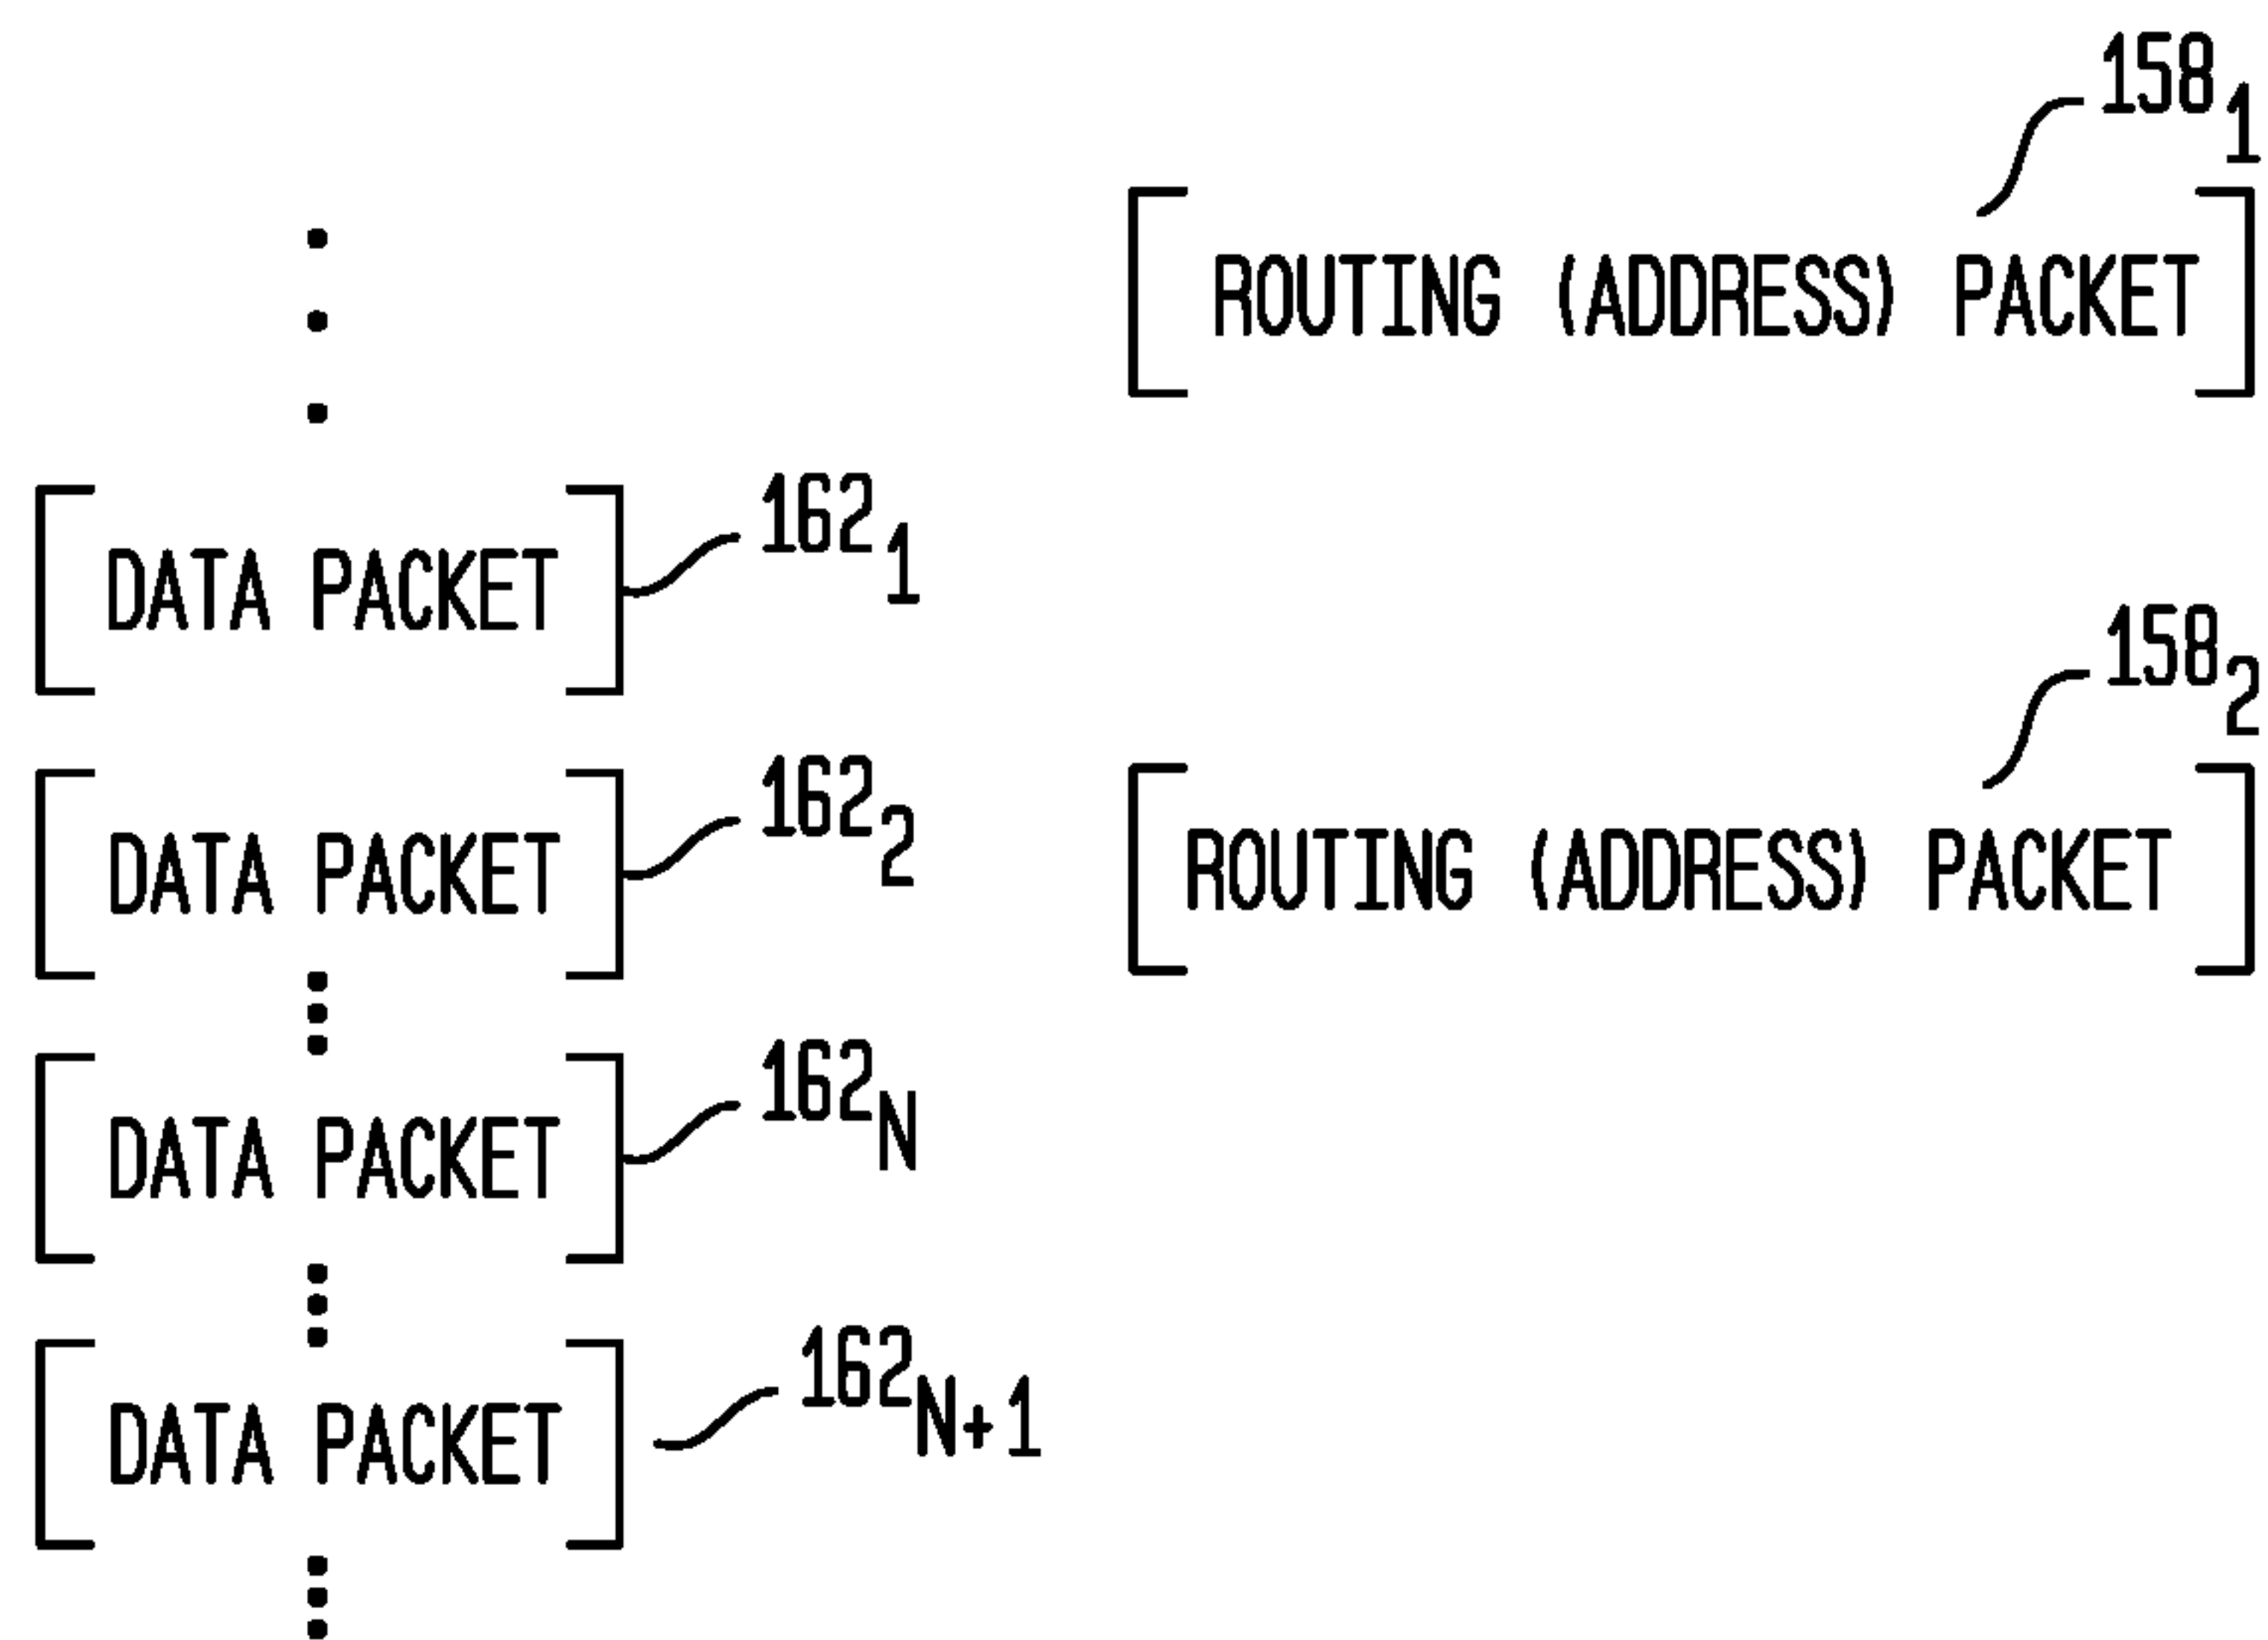 158₁
ROUTING (ADDRESS) PACKET
162₁
DATA PACKET
158₂
162₂
DATA PACKET
ROUTING (ADDRESS) PACKET
162N
DATA PACKET
162N+1
DATA PACKET